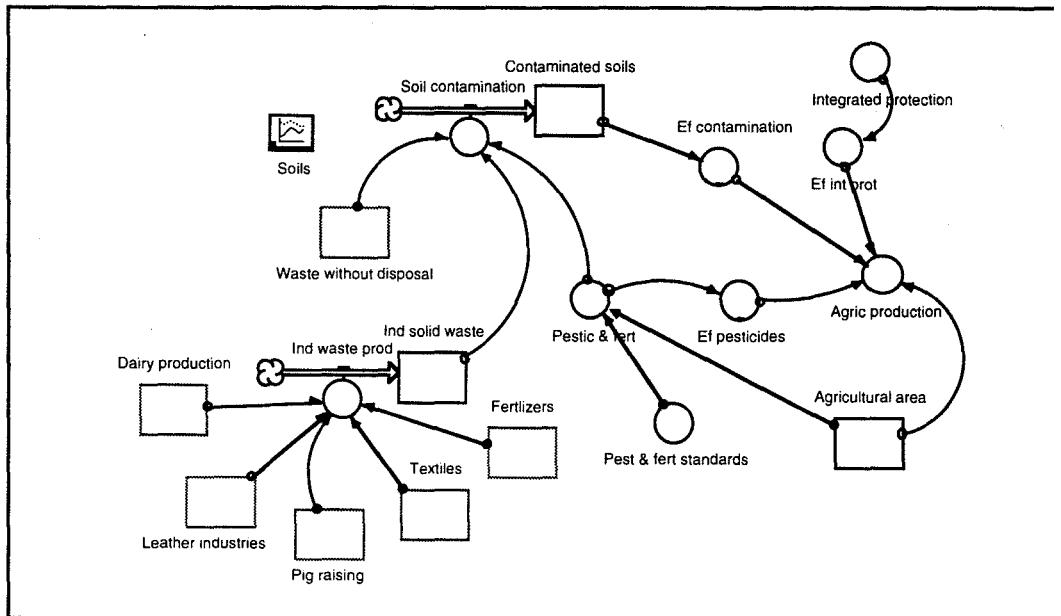 Contaminated soils
Soil contamination
Integrated protection
Ef contamination
Soils
Ef int prot
Waste without disposal
Agric production
Pestic & fert
Ef pesticides
Ind solid waste
Ind waste prod
Dairy production
Agricultural area
Fertlizers
Pest & fert standards
Textiles
Leather industries
Pig raising